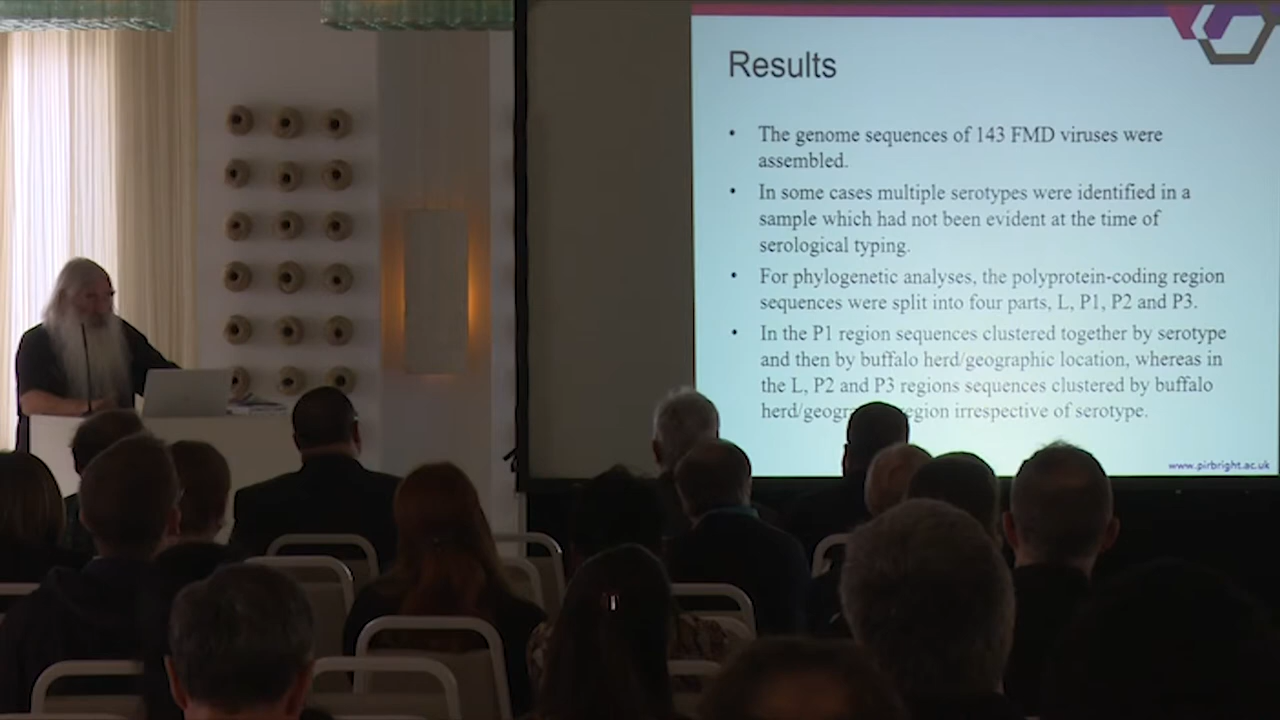 Results
• The genome sequences of 143 FMD viruses were
assembled.
• In some cases multiple serotypes were identified in a
sample which had not been evident at the time of
serological typing.
• For phylogenetic analyses, the polyprotein-coding region
sequences were split into four parts, L, P1, P2 and P3.
• In the P1 region sequences clustered together by serotype
and then by buffalo herd/geographic location, whereas in
the L, P2 and P3 regions sequences clustered by buffalo
irrespective of serotype.
www.pirbright.ac.uk